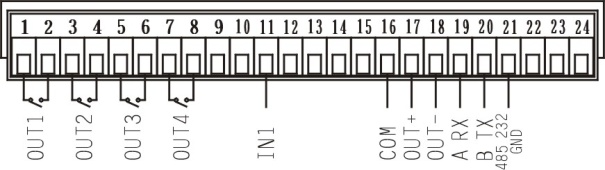 1 2 3 4 5 6 7 8 9 10 11 12 13 14 15 16 17 18 19 20 21 22 23 24
OUT1
OUT2
OUT3
OUT4
IN1
COM
OUT+
OUT-
A RX
B TX
485 232
GND